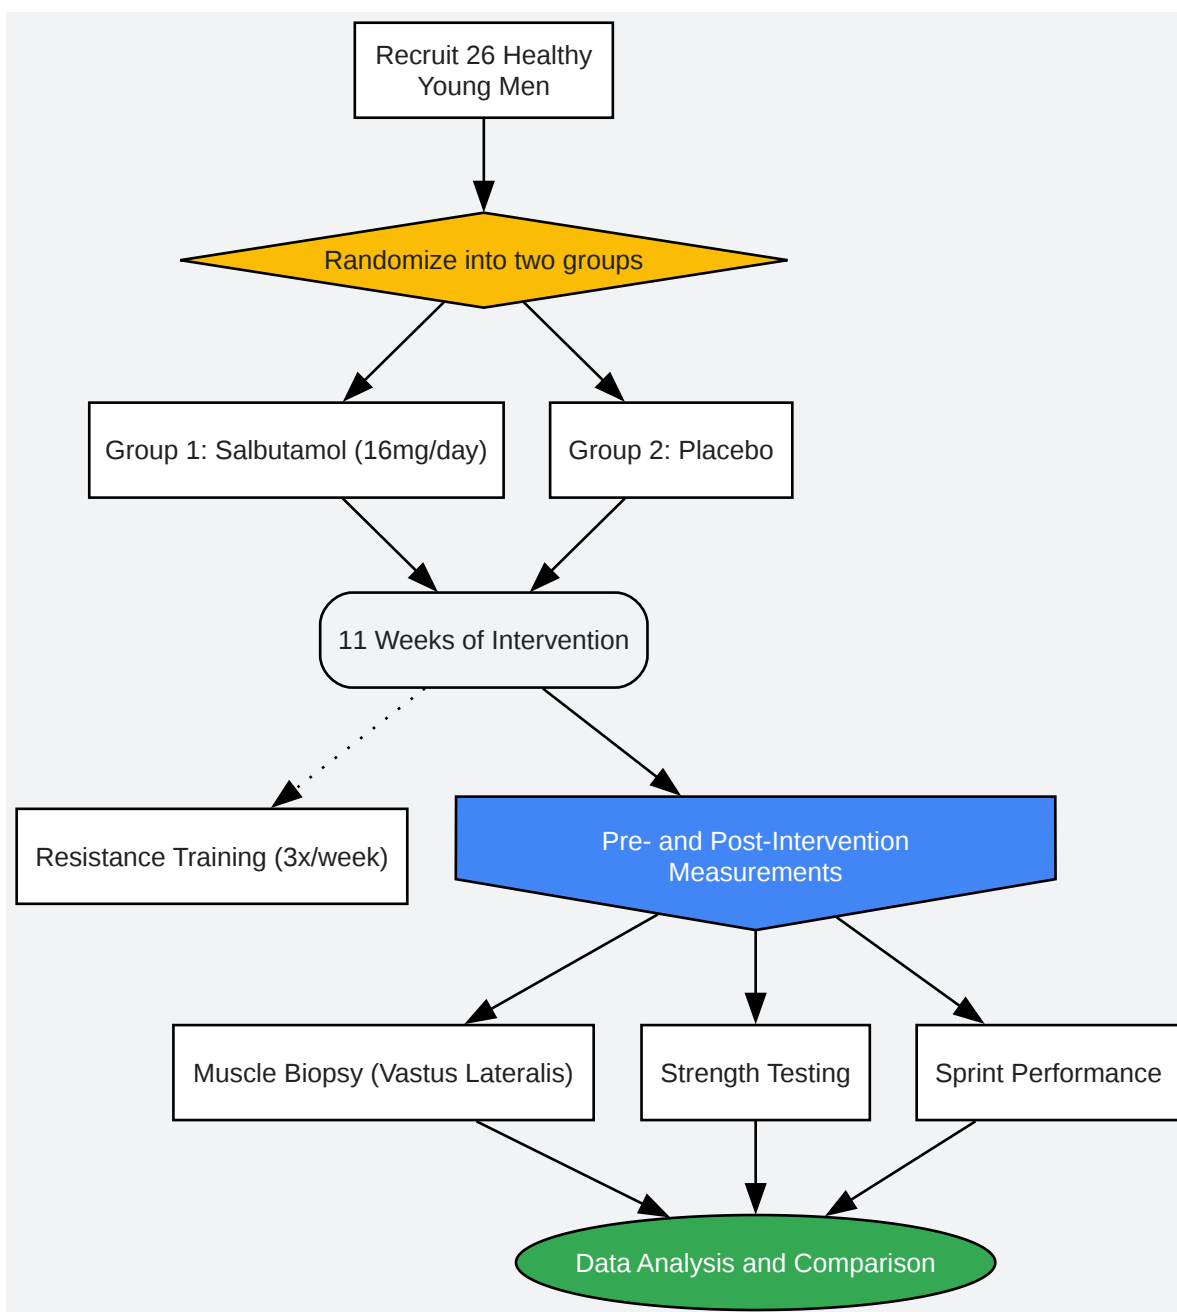 Recruit 26 Healthy
Young Men
Randomize into two groups
Group 1: Salbutamol (16mg/day)
Group 2: Placebo
11 Weeks of Intervention
Resistance Training (3x/week)
Pre- and Post-Intervention
Measurements
Muscle Biopsy (Vastus Lateralis)
Strength Testing
Sprint Performance
Data Analysis and Comparison